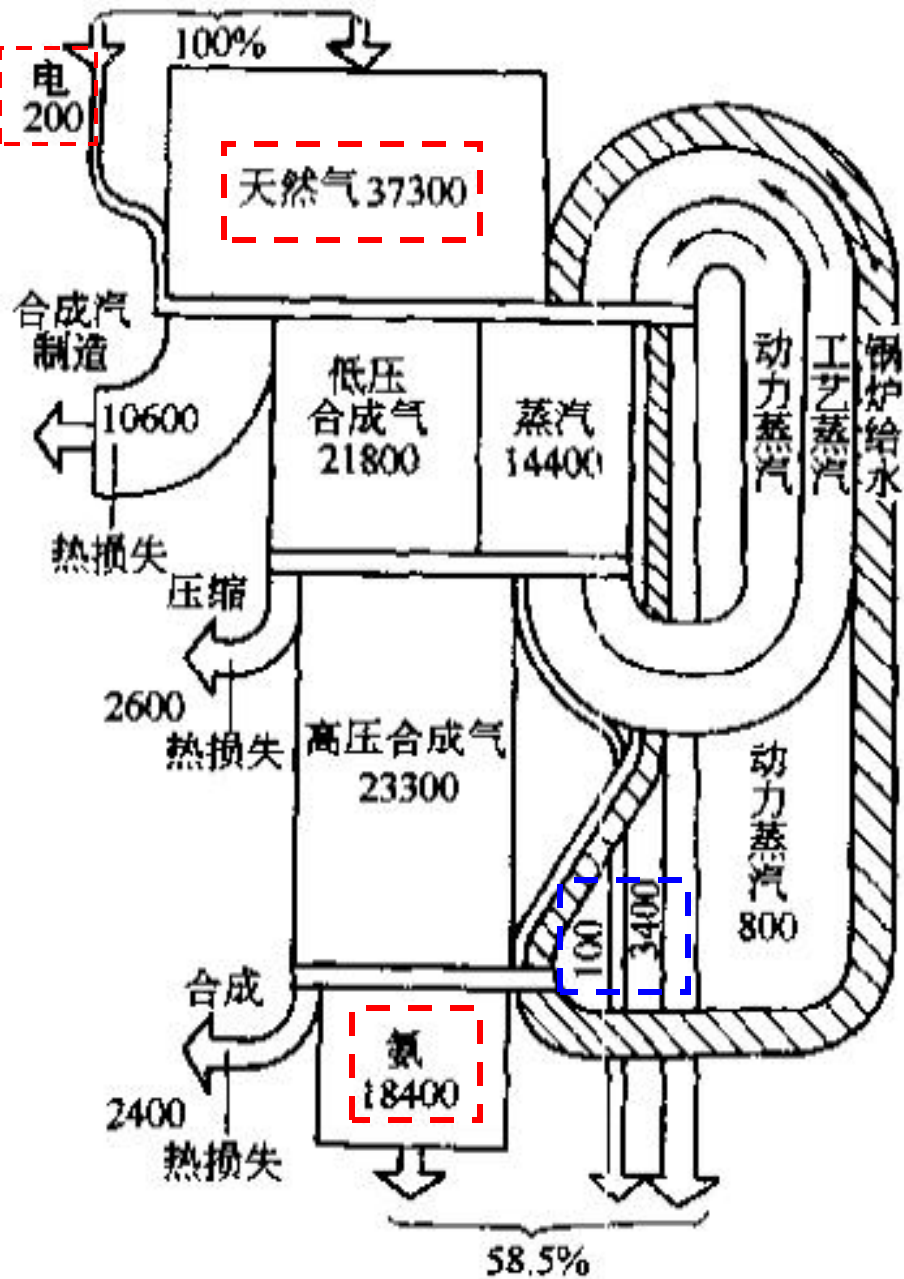 100%
电
200
天然气 37300
合成汽
制造
10600
热损失
低压
合成气
21800
蒸汽
14400
动力蒸汽
工艺蒸汽
锅炉给水
压缩
2600
热损失
高压合成气
23300
动力蒸汽
800
100
3400
合成
2400
热损失
氨
18400
58.5%